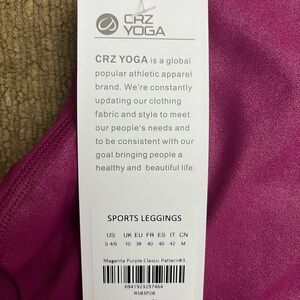 CRZ
YOGA
CRZ YOGA is a global
popular athletic apparel
brand. We're constantly
updating our clothing
fabric and style to meet
our people's needs and
to be consistent with our
goal bringing people a
healthy and beautiful life.
SPORTS LEGGINGS
US UK EU FR ES IT CN
S 4/6 10 38 40 40 42 M
Magenta Purple Classic Pattern#3
6941923297464
R5B3P28